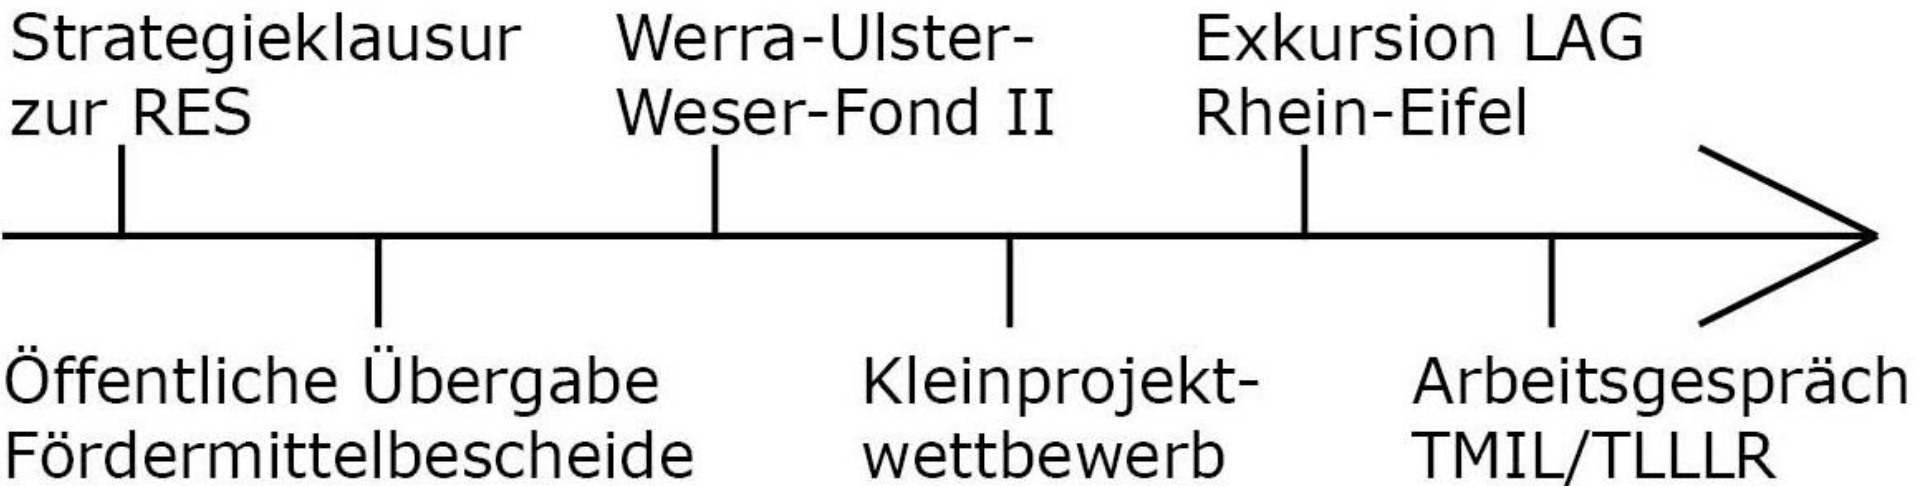 Strategieklausur
zur RES
Werra-Ulster-
Weser-Fond II
Exkursion LAG
Rhein-Eifel
Öffentliche Übergabe
Fördermittelbescheide
Kleinprojekt-
wettbewerb
Arbeitsgespräch
TMIL/TLLLR